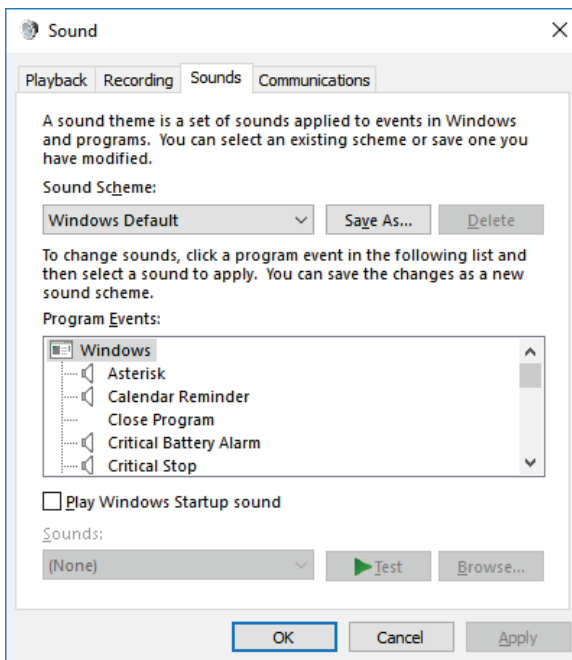 Sound
Playback Recording Sounds Communications
A sound theme is a set of sounds applied to events in Windows
and programs. You can select an existing scheme or save one you
have modified.
Sound Scheme:
Windows Default Save As... Delete
To change sounds, click a program event in the following list and
then select a sound to apply. You can save the changes as a new
sound scheme.
Program Events:
Windows
Asterisk
Calendar Reminder
Close Program
Critical Battery Alarm
Critical Stop
Play Windows Startup sound
Sounds:
(None) Test Browse...
OK Cancel Apply